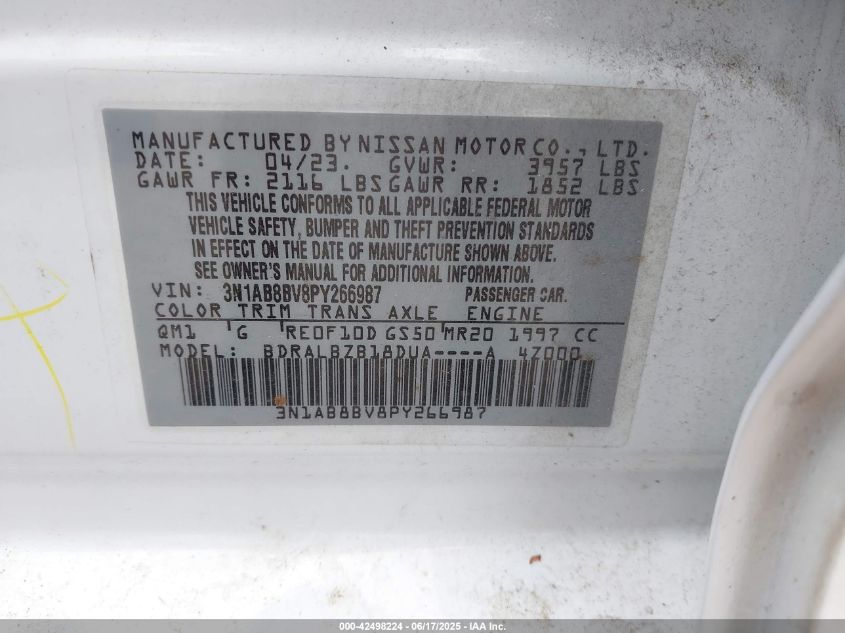 MANUFACTURED BY NISSAN MOTOR CO., LTD.
DATE: 04/23. GVWR: 3957 LBS
GAWR FR: 2116 LBS GAWR RR: 1852 LBS
THIS VEHICLE CONFORMS TO ALL APPLICABLE FEDERAL MOTOR
VEHICLE SAFETY, BUMPER AND THEFT PREVENTION STANDARDS
IN EFFECT ON THE DATE OF MANUFACTURE SHOWN ABOVE.
SEE OWNER'S MANUAL FOR ADDITIONAL INFORMATION.
VIN: 3N1AB8BV8PY266987 PASSENGER CAR.
COLOR TRIM TRANS AXLE ENGINE
QM1 G RE0F10D GS50 MR20 1997 CC
MODEL: BDRALBZB18DUA----A 4Z000
3N1AB8BV8PY266987
000-42498224 - 06/17/2025 - IAA Inc.